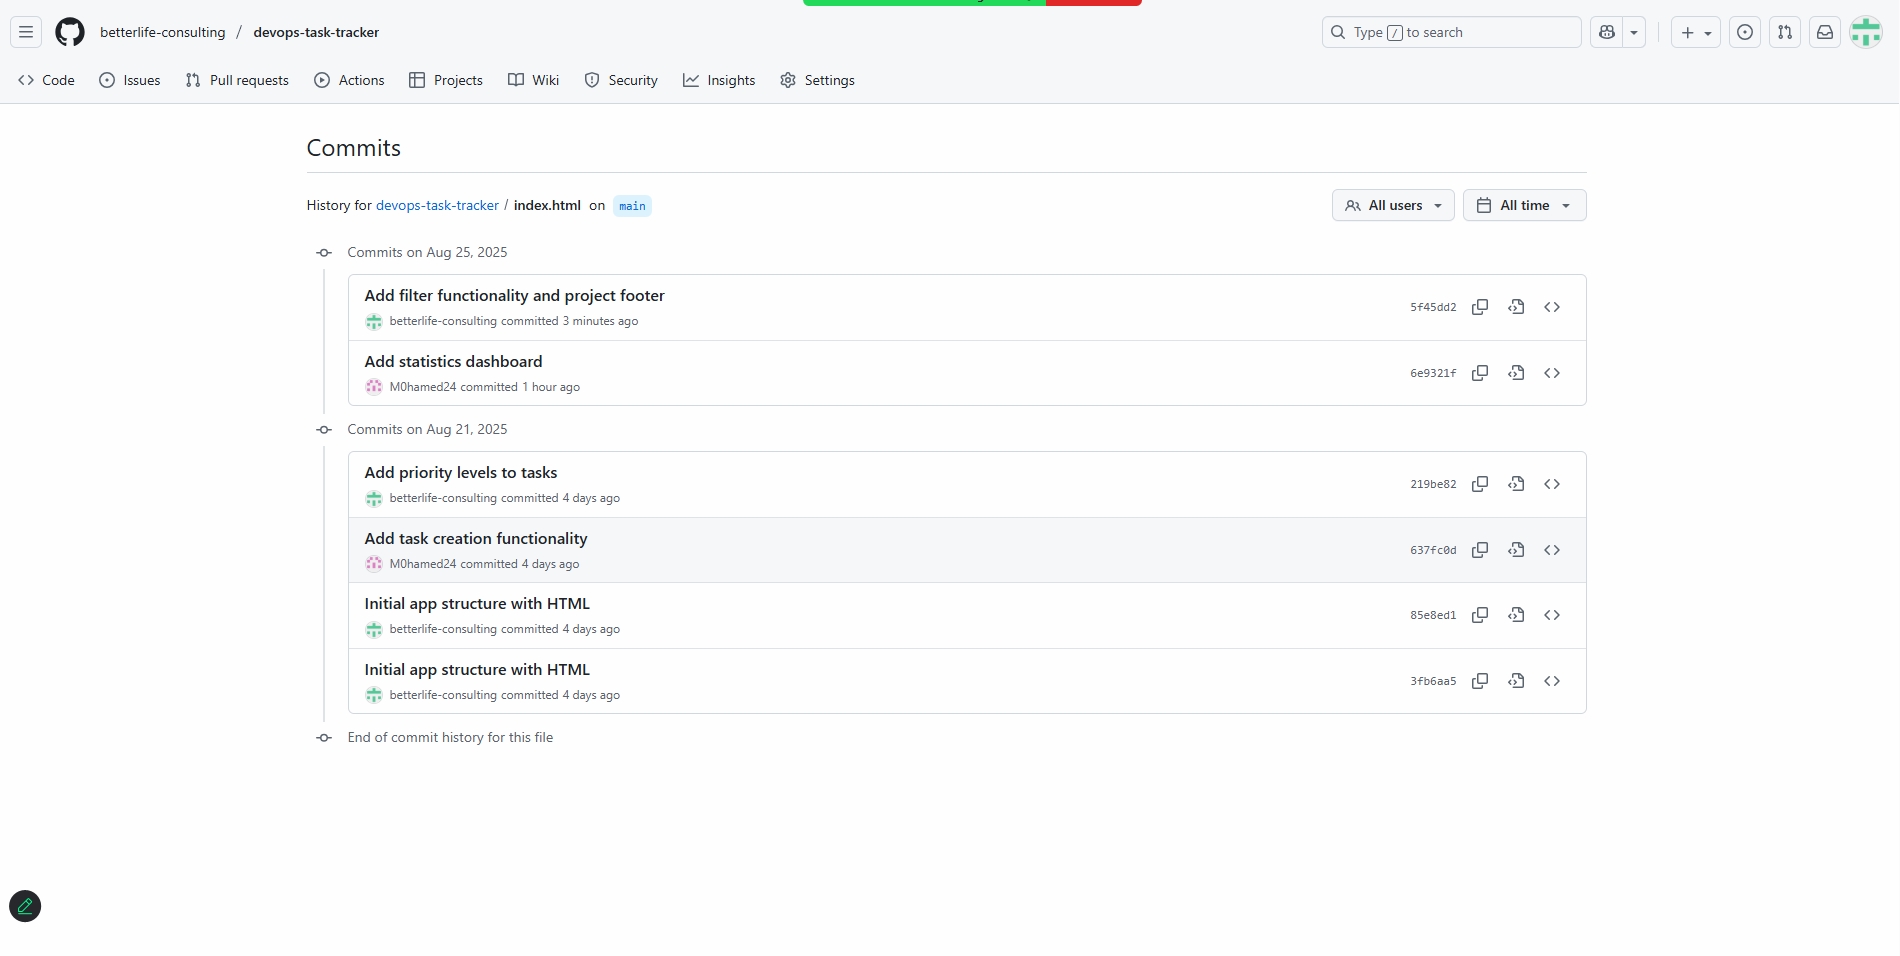 betterlife-consulting / devops-task-tracker
Type / to search
Code Issues Pull requests Actions Projects Wiki Security Insights Settings
Commits
History for devops-task-tracker / index.html on main
All users All time
Commits on Aug 25, 2025
Add filter functionality and project footer
betterlife-consulting committed 3 minutes ago
5f45dd2
Add statistics dashboard
M0hamed24 committed 1 hour ago
6e9321f
Commits on Aug 21, 2025
Add priority levels to tasks
betterlife-consulting committed 4 days ago
219be82
Add task creation functionality
M0hamed24 committed 4 days ago
637fc0d
Initial app structure with HTML
betterlife-consulting committed 4 days ago
85e8ed1
Initial app structure with HTML
betterlife-consulting committed 4 days ago
3fb6aa5
End of commit history for this file